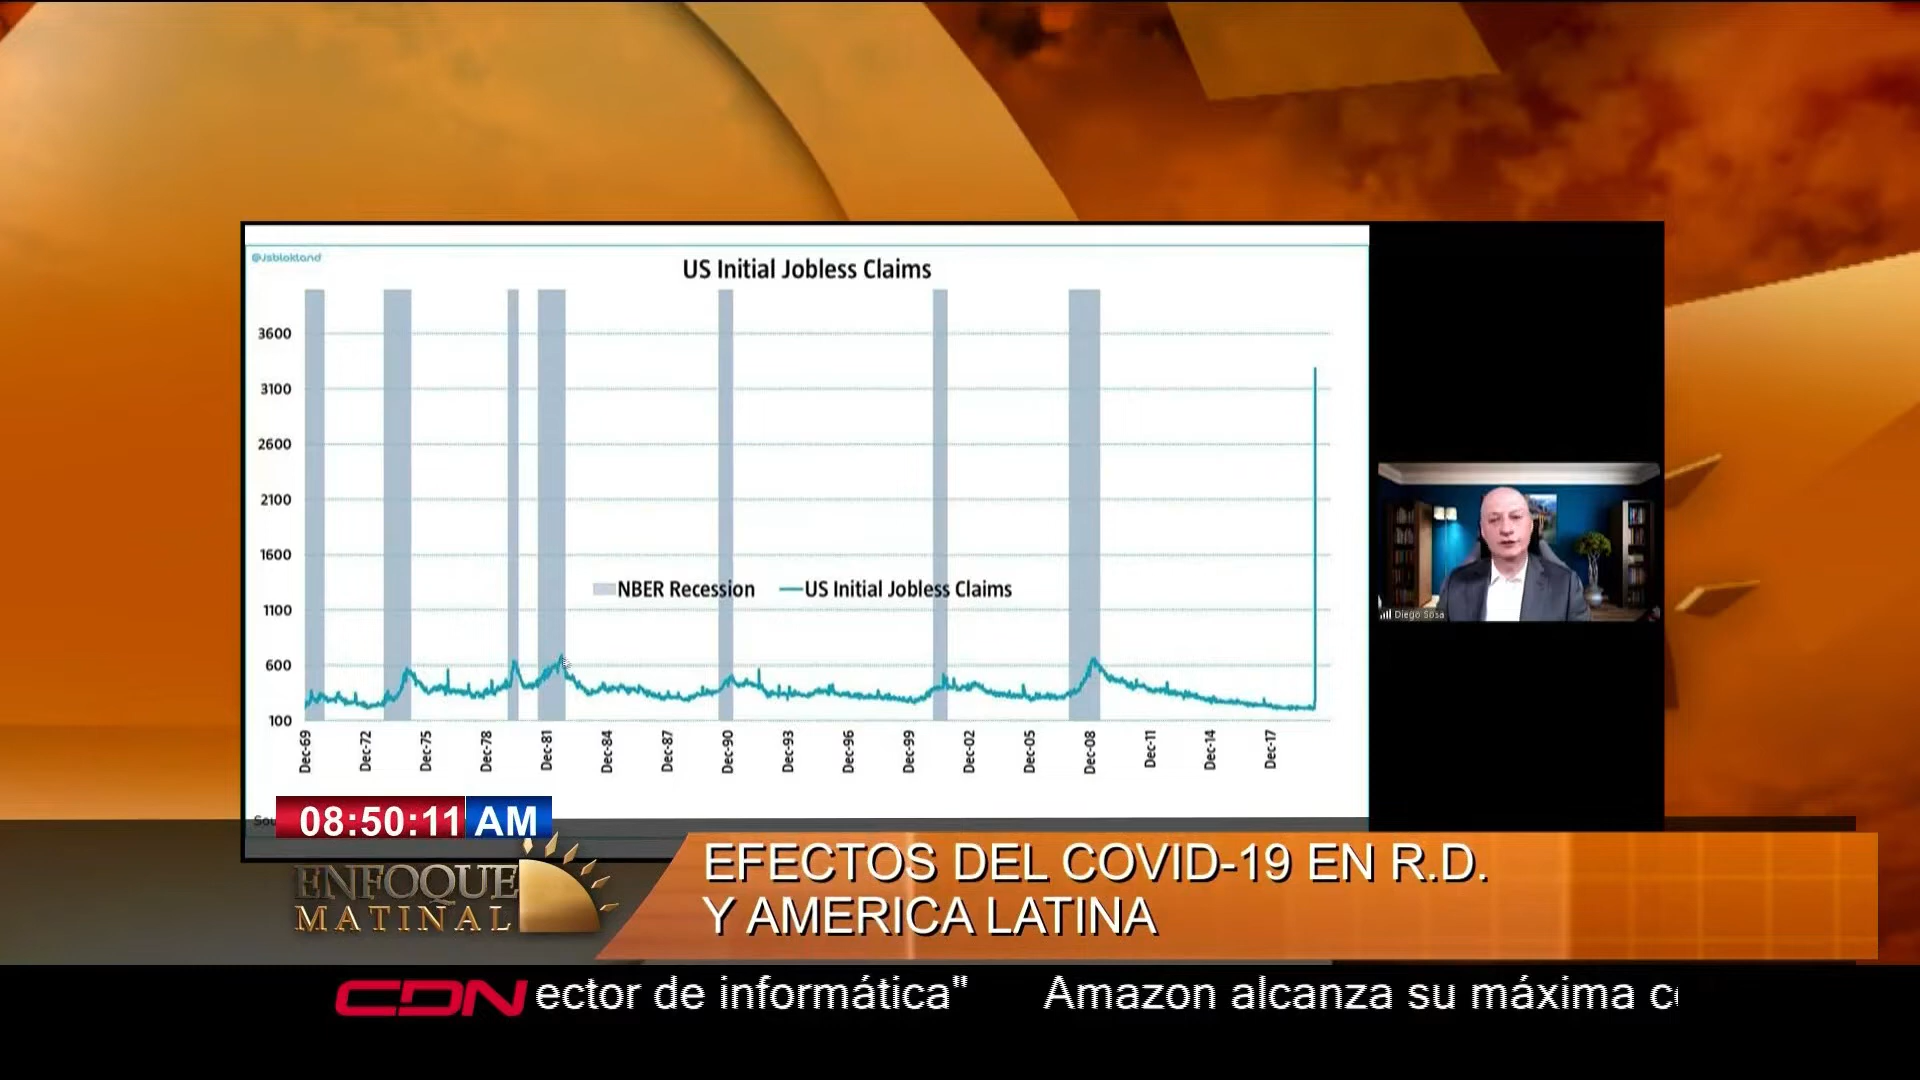 @jsblokland
US Initial Jobless Claims
3600
3100
2600
2100
1600
1100
600
100
NBER Recession
US Initial Jobless Claims
Dec-69
Dec-72
Dec-75
Dec-78
Dec-81
Dec-84
Dec-87
Dec-90
Dec-93
Dec-96
Dec-99
Dec-02
Dec-05
Dec-08
Dec-11
Dec-14
Dec-17
Diego Sosa
08:50:11 AM
ENFOQUE
MATINAL
EFECTOS DEL COVID-19 EN R.D.
Y AMERICA LATINA
CDN ector de informática" Amazon alcanza su máxima